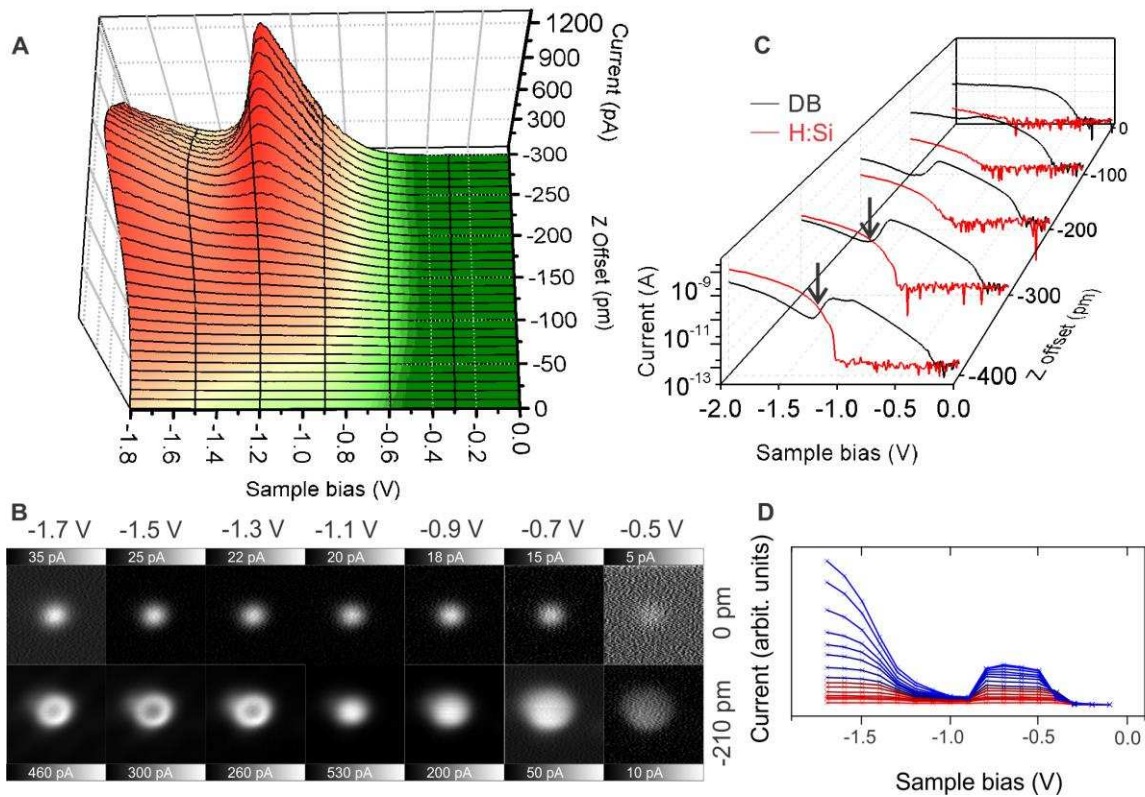 A
1200
900
600
300
Current (pA)
-300
-250
-200
-150
-100
-50
0
Z Offset (pm)
-1.8
-1.6
-1.4
-1.2
-1.0
-0.8
-0.6
-0.4
-0.2
0.0
Sample bias (V)
C
DB
H:Si
0
-100
-200
-300
-400
Z offset (pm)
Current (A)
10-9
10-11
10-13
-2.0
-1.5
-1.0
-0.5
0.0
Sample bias (V)
B
-1.7 V -1.5 V -1.3 V -1.1 V -0.9 V -0.7 V -0.5 V
35 pA 25 pA 22 pA 20 pA 18 pA 15 pA 5 pA
0 pm
-210 pm
460 pA 300 pA 260 pA 530 pA 200 pA 50 pA 10 pA
D
Current (arbit. units)
-1.5 -1.0 -0.5 0.0
Sample bias (V)